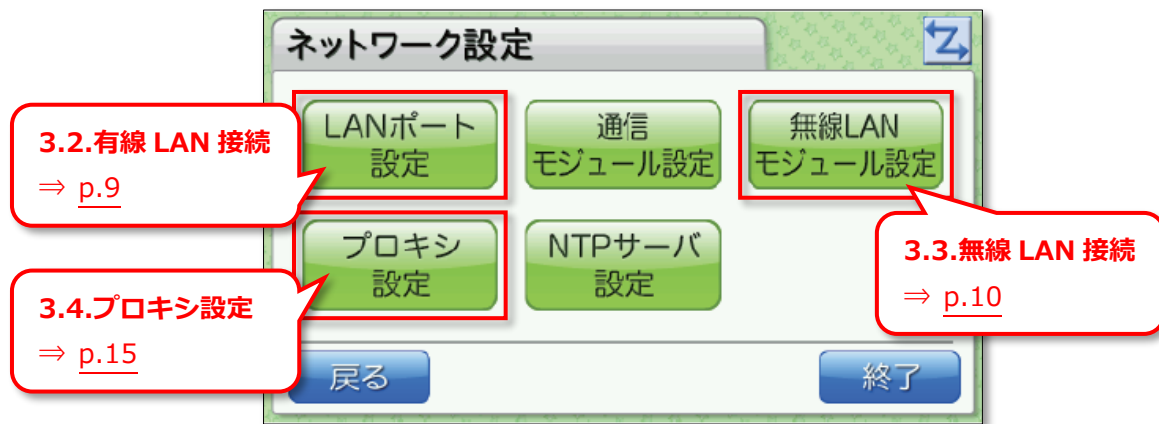 ネットワーク設定
Z
LANポート
設定
通信
モジュール設定
無線LAN
モジュール設定
プロキシ
設定
NTPサーバ
設定
戻る
終了
3.2.有線 LAN 接続
⇒ p.9
3.3.無線 LAN 接続
⇒ p.10
3.4.プロキシ設定
⇒ p.15